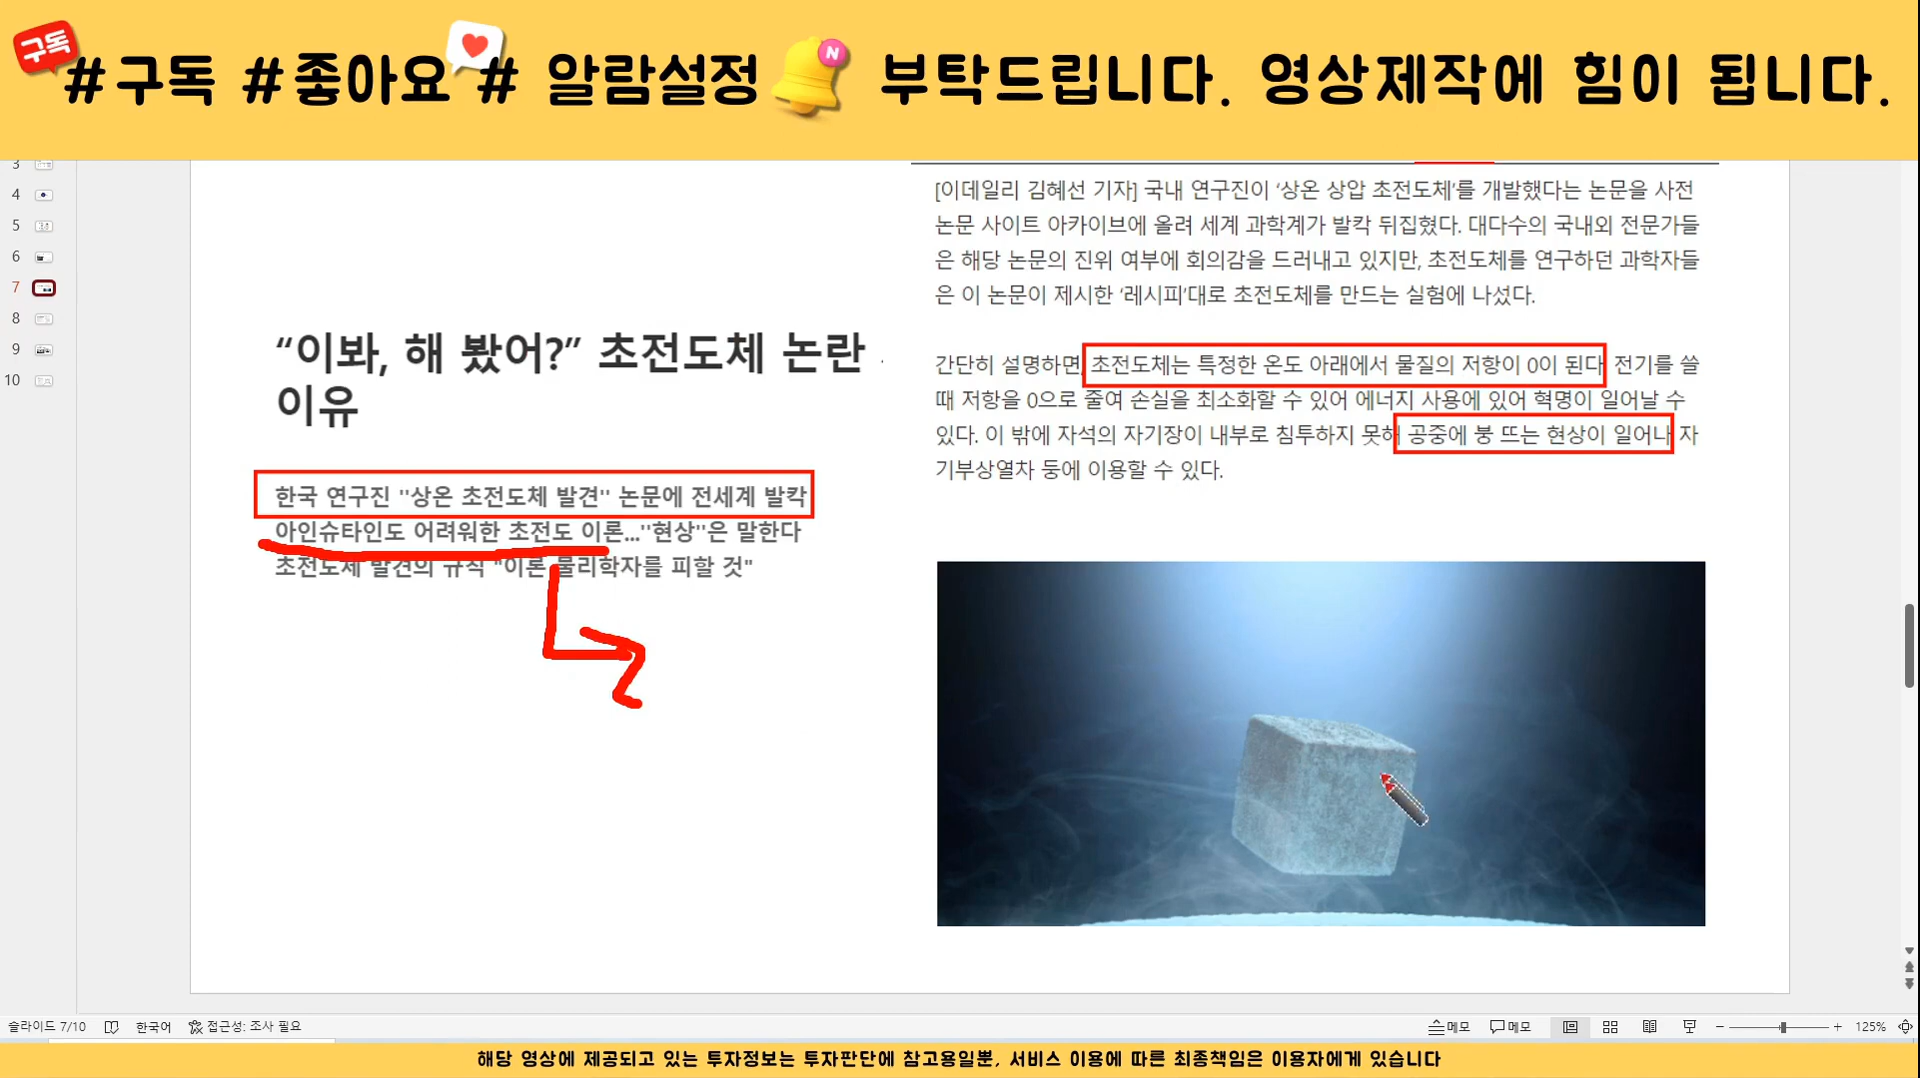 구독
#구독 #좋아요 # 알람설정 부탁드립니다. 영상제작에 힘이 됩니다.
N
3
4
5
6
7
8
9
10
“이봐, 해 봤어?” 초전도체 논란
이유
한국 연구진 "상온 초전도체 발견" 논문에 전세계 발칵
아인슈타인도 어려워한 초전도 이론..."현상"은 말한다
초전도체 발견의 규칙 "이론 물리학자를 피할 것"
[이데일리 김혜선 기자] 국내 연구진이 ‘상온 상압 초전도체’를 개발했다는 논문을 사전
논문 사이트 아카이브에 올려 세계 과학계가 발칵 뒤집혔다. 대다수의 국내외 전문가들
은 해당 논문의 진위 여부에 회의감을 드러내고 있지만, 초전도체를 연구하던 과학자들
은 이 논문이 제시한 ‘레시피’대로 초전도체를 만드는 실험에 나섰다.
간단히 설명하면, 초전도체는 특정한 온도 아래에서 물질의 저항이 0이 된다 전기를 쓸
때 저항을 0으로 줄여 손실을 최소화할 수 있어 에너지 사용에 있어 혁명이 일어날 수
있다. 이 밖에 자석의 자기장이 내부로 침투하지 못해 공중에 붕 뜨는 현상이 일어나 자
기부상열차 등에 이용할 수 있다.
슬라이드 7/10 한국어 접근성: 조사 필요 메모 메모 125%
해당 영상에 제공되고 있는 투자정보는 투자판단에 참고용일뿐, 서비스 이용에 따른 최종책임은 이용자에게 있습니다